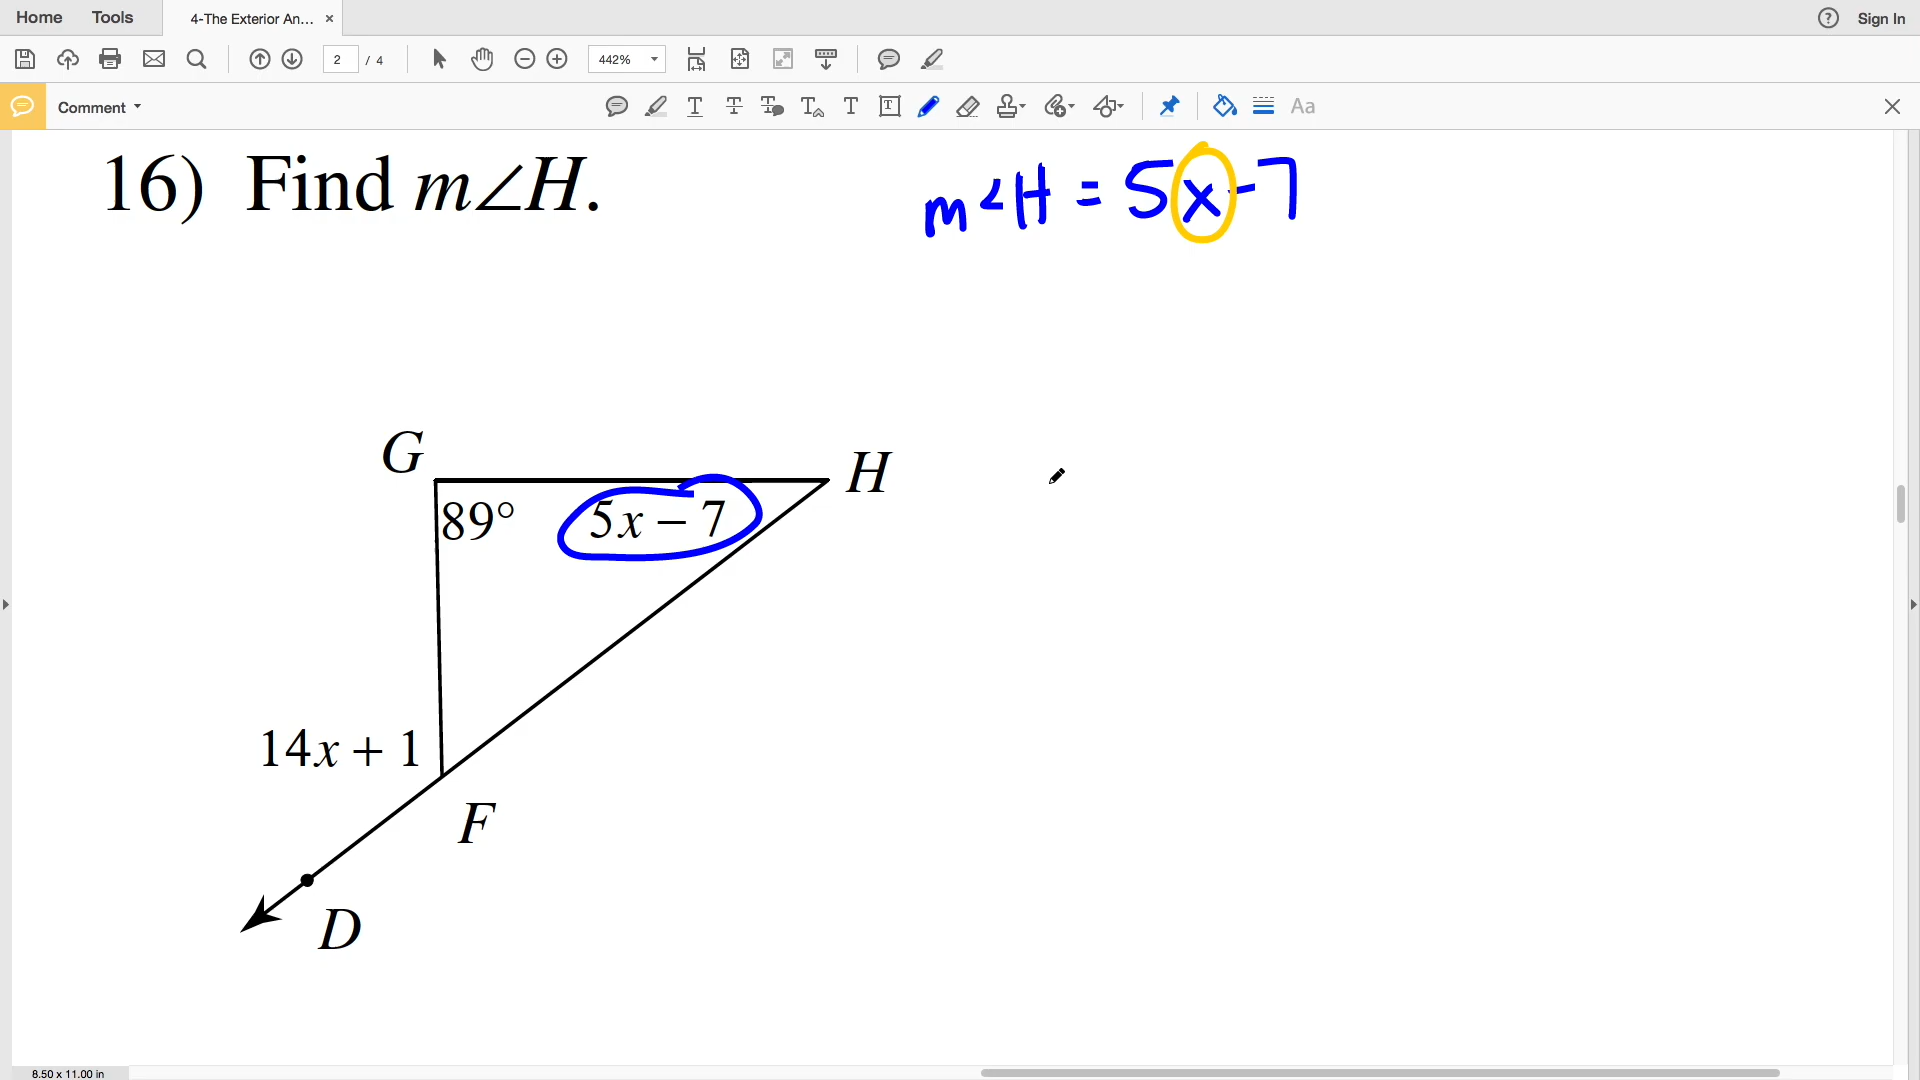 Home Tools 4-The Exterior An... × ? Sign In
2 / 4 442%
Comment Aa
16) Find m∠H.
m∠H = 5x-7
G
H
89° 5x − 7
14x + 1
F
D
8.50 x 11.00 in